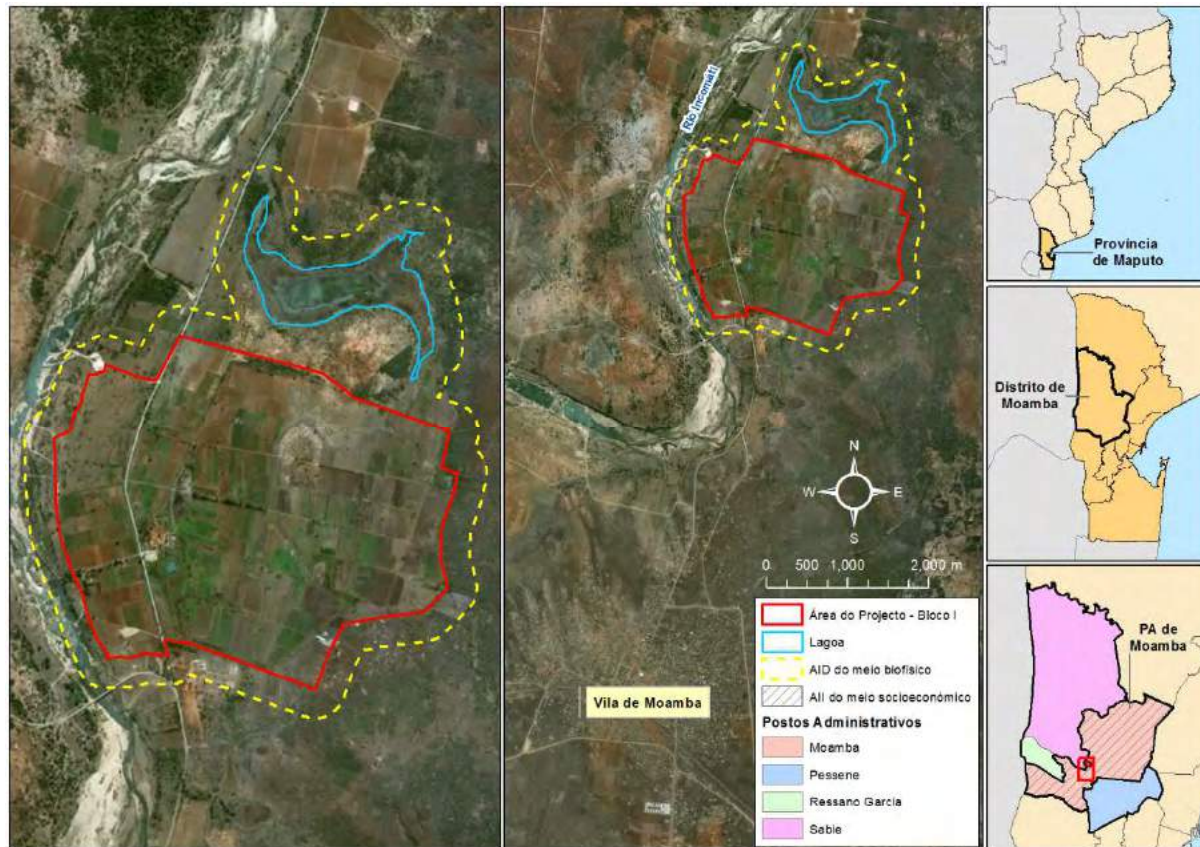 Rio Incomáti
N
W
E
S
0 500 1,000 2,000 m
Área do Projecto - Bloco I
Lagoa
AID do meio biofísico
AII do meio socioeconómico
Postos Administrativos
Moamba
Pessene
Ressano Garcia
Sabie
Vila de Moamba
Província
de Maputo
Distrito de
Moamba
PA de
Moamba